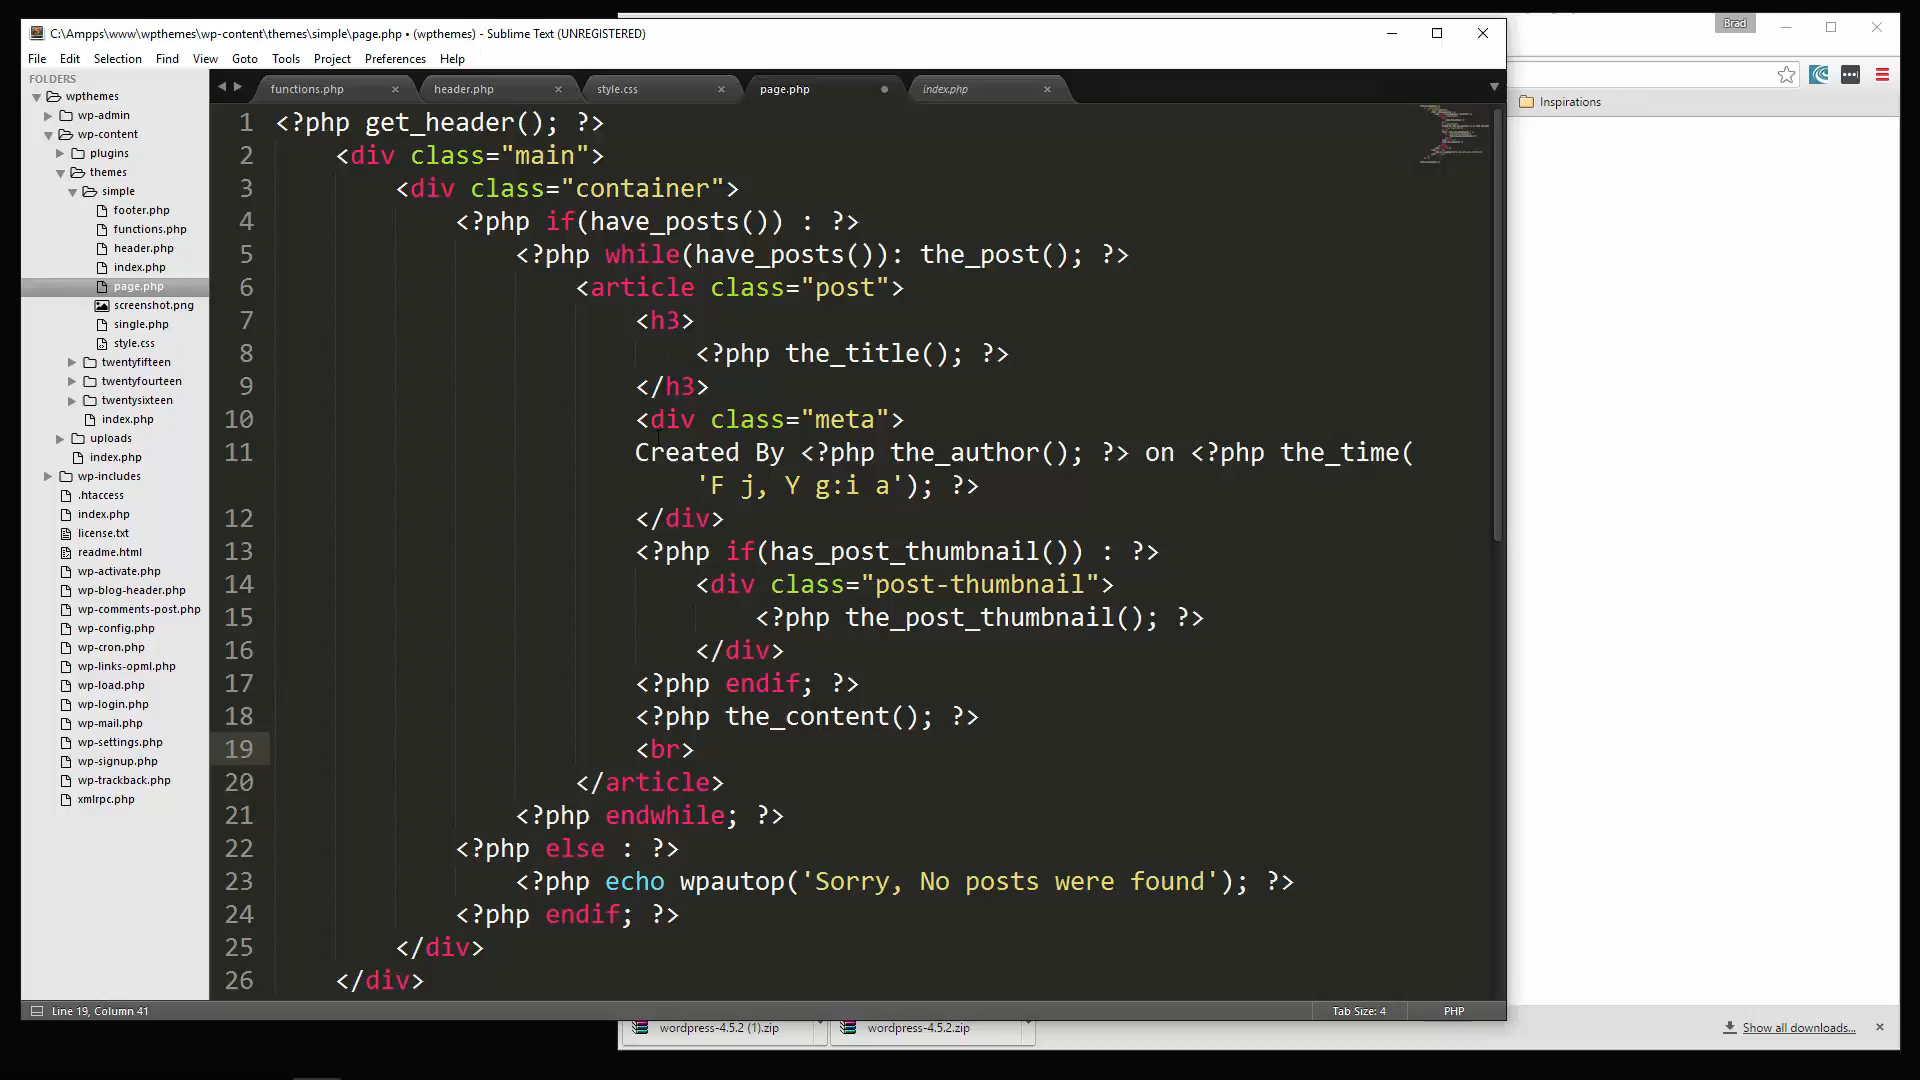 Brad
C:\Ampps\www\wpthemes\wp-content\themes\simple\page.php • (wpthemes) - Sublime Text (UNREGISTERED)
File Edit Selection Find View Goto Tools Project Preferences Help
FOLDERS
wpthemes
wp-admin
wp-content
plugins
themes
simple
footer.php
functions.php
header.php
index.php
page.php
screenshot.png
single.php
style.css
twentyfifteen
twentyfourteen
twentysixteen
index.php
uploads
index.php
wp-includes
.htaccess
index.php
license.txt
readme.html
wp-activate.php
wp-blog-header.php
wp-comments-post.php
wp-config.php
wp-cron.php
wp-links-opml.php
wp-load.php
wp-login.php
wp-mail.php
wp-settings.php
wp-signup.php
wp-trackback.php
xmlrpc.php
functions.php header.php style.css page.php index.php
Inspirations
1 <?php get_header(); ?>
2 <div class="main">
3 <div class="container">
4 <?php if(have_posts()) : ?>
5 <?php while(have_posts()): the_post(); ?>
6 <article class="post">
7 <h3>
8 <?php the_title(); ?>
9 </h3>
10 <div class="meta">
11 Created By <?php the_author(); ?> on <?php the_time(
'F j, Y g:i a'); ?>
12 </div>
13 <?php if(has_post_thumbnail()) : ?>
14 <div class="post-thumbnail">
15 <?php the_post_thumbnail(); ?>
16 </div>
17 <?php endif; ?>
18 <?php the_content(); ?>
19 <br>
20 </article>
21 <?php endwhile; ?>
22 <?php else : ?>
23 <?php echo wpautop('Sorry, No posts were found'); ?>
24 <?php endif; ?>
25 </div>
26 </div>
Line 19, Column 41 Tab Size: 4 PHP
wordpress-4.5.2 (1).zip wordpress-4.5.2.zip Show all downloads...